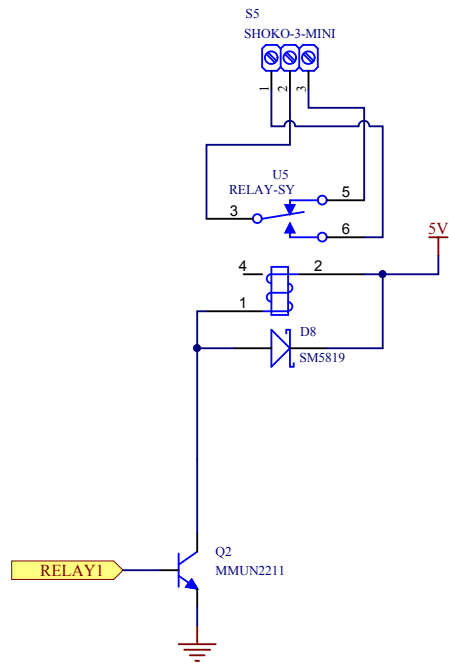 S5
SHOKO-3-MINI
1
2
3
U5
RELAY-SY
5
3
6
5V
4
2
1
D8
SM5819
Q2
MMUN2211
RELAY1